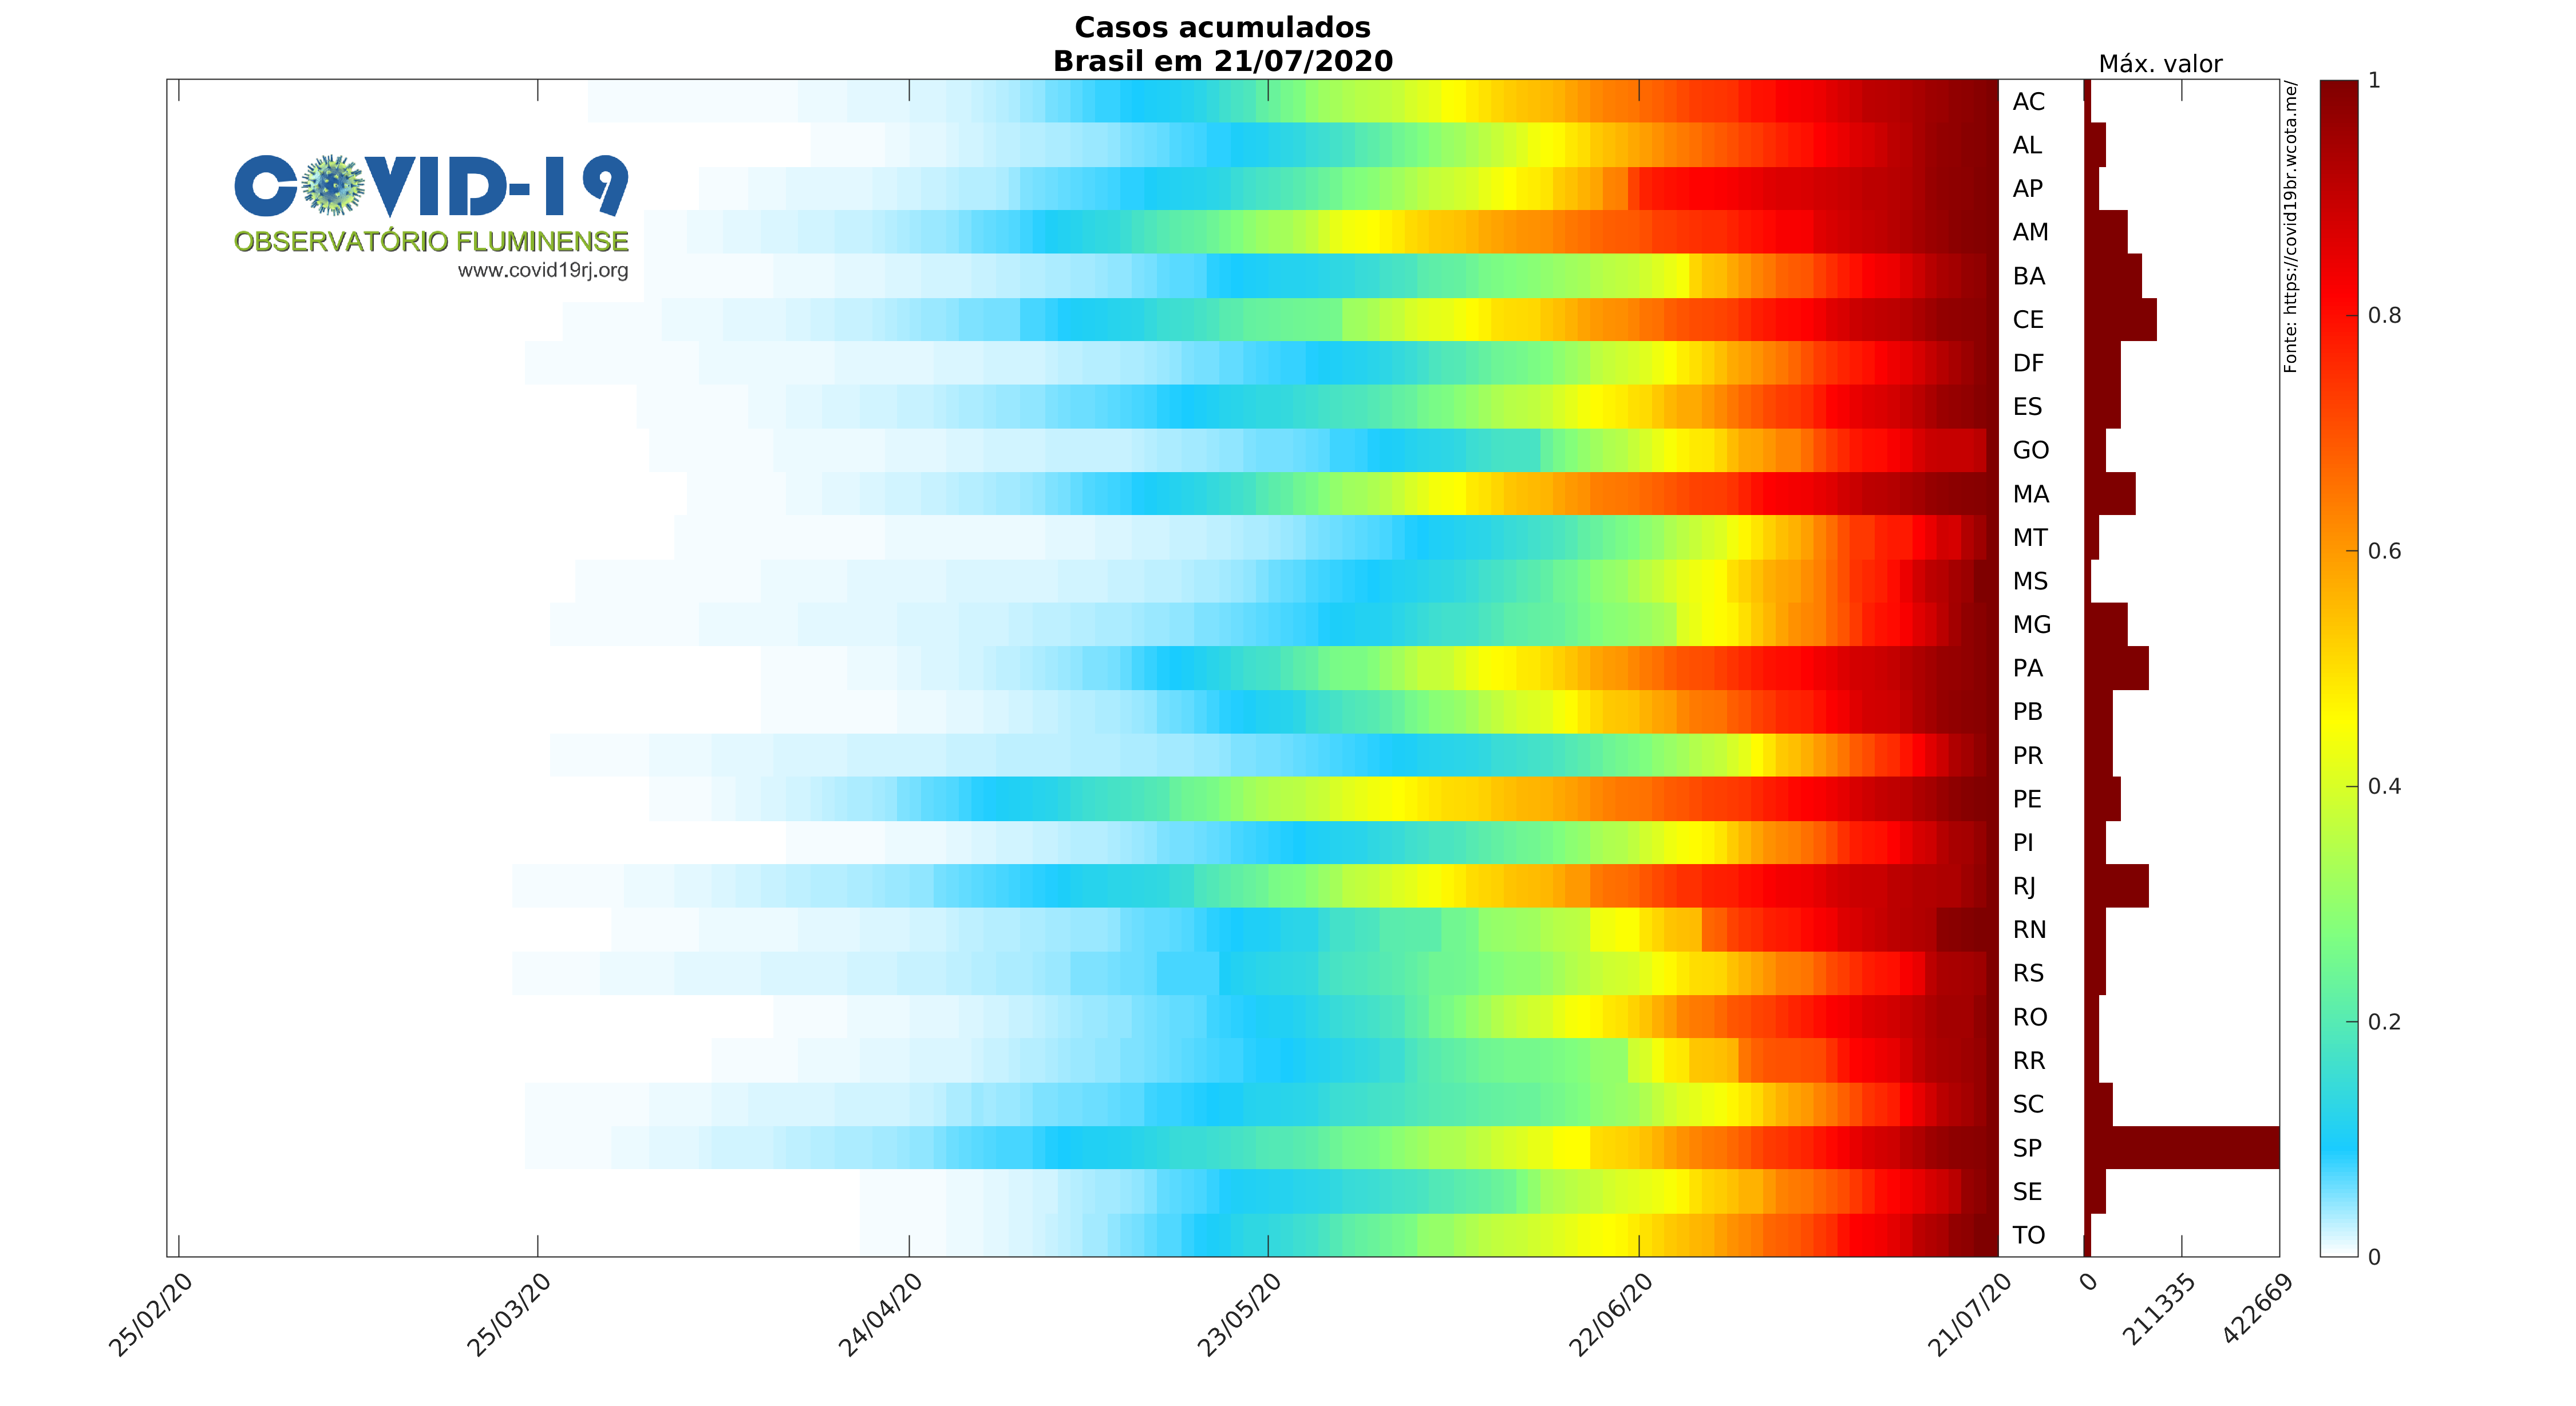 Casos acumulados
Brasil em 21/07/2020
Máx. valor
COVID-19
OBSERVATÓRIO FLUMINENSE
www.covid19rj.org
AC
AL
AP
AM
BA
CE
DF
ES
GO
MA
MT
MS
MG
PA
PB
PR
PE
PI
RJ
RN
RS
RO
RR
SC
SP
SE
TO
Fonte: https://covid19br.wcota.me/
1
0.8
0.6
0.4
0.2
0
25/02/20
25/03/20
24/04/20
23/05/20
22/06/20
21/07/20
0
211335
422669